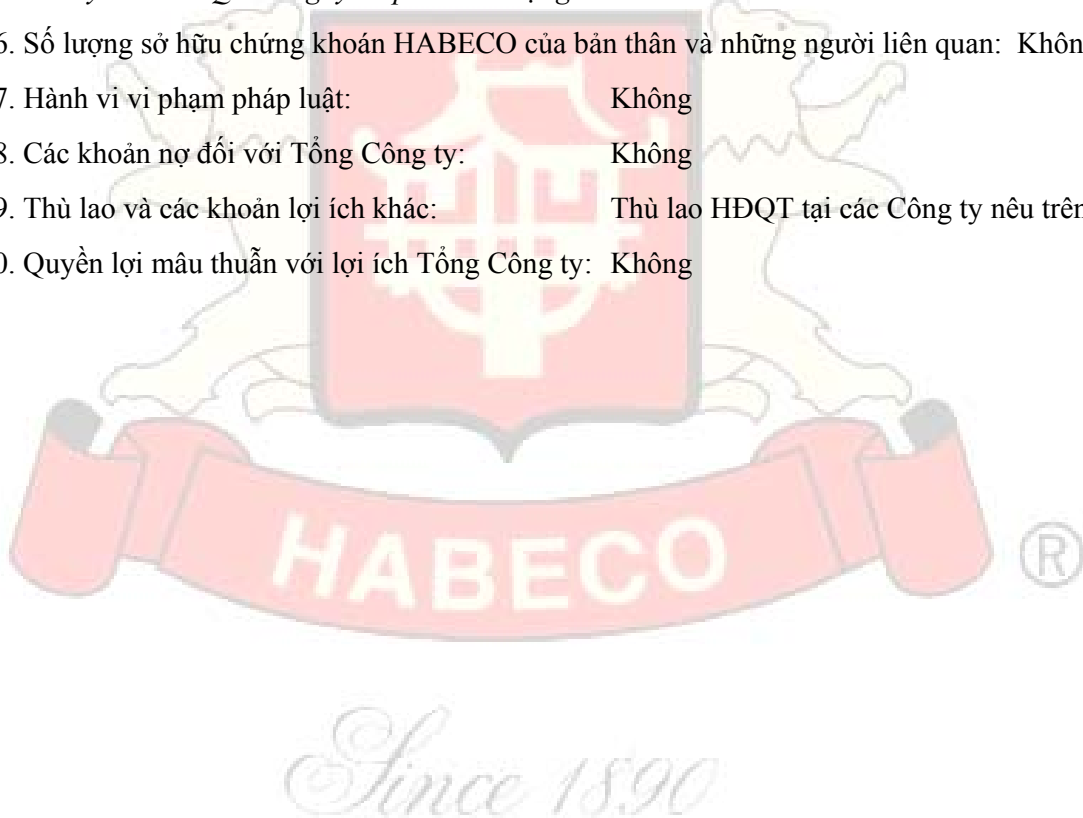 6. Số lượng sở hữu chứng khoán HABECO của bản thân và những người liên quan: Khôn
7. Hành vi vi phạm pháp luật: Không
8. Các khoản nợ đối với Tổng Công ty: Không
9. Thù lao và các khoản lợi ích khác: Thù lao HĐQT tại các Công ty nêu trên
0. Quyền lợi mâu thuẫn với lợi ích Tổng Công ty: Không
HABECO ®
Since 1890